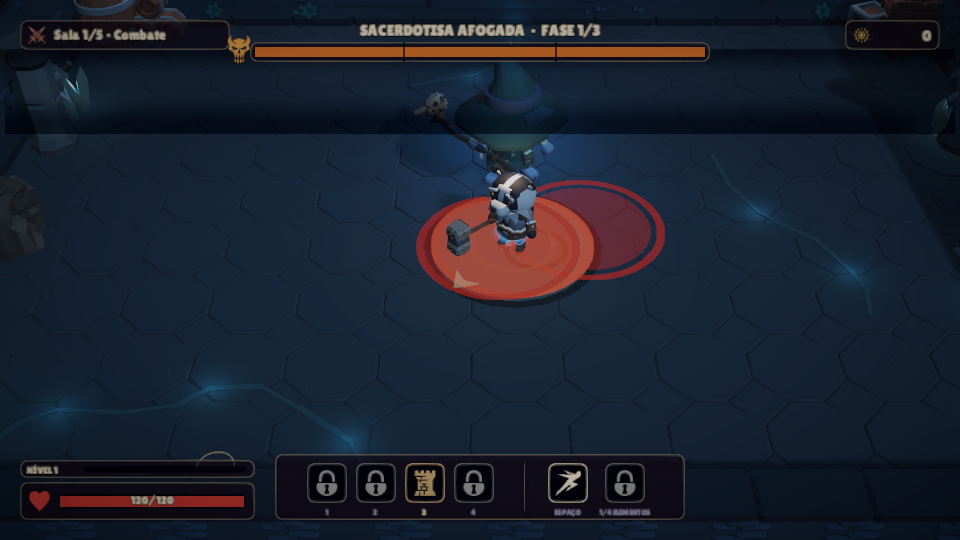 Sala 1/5 - Combate
SACERDOTISA AFOGADA - FASE 1/3
0
NÍVEL 1
120/120
1
2
3
4
ESPAÇO
1/4 ELEMENTOS